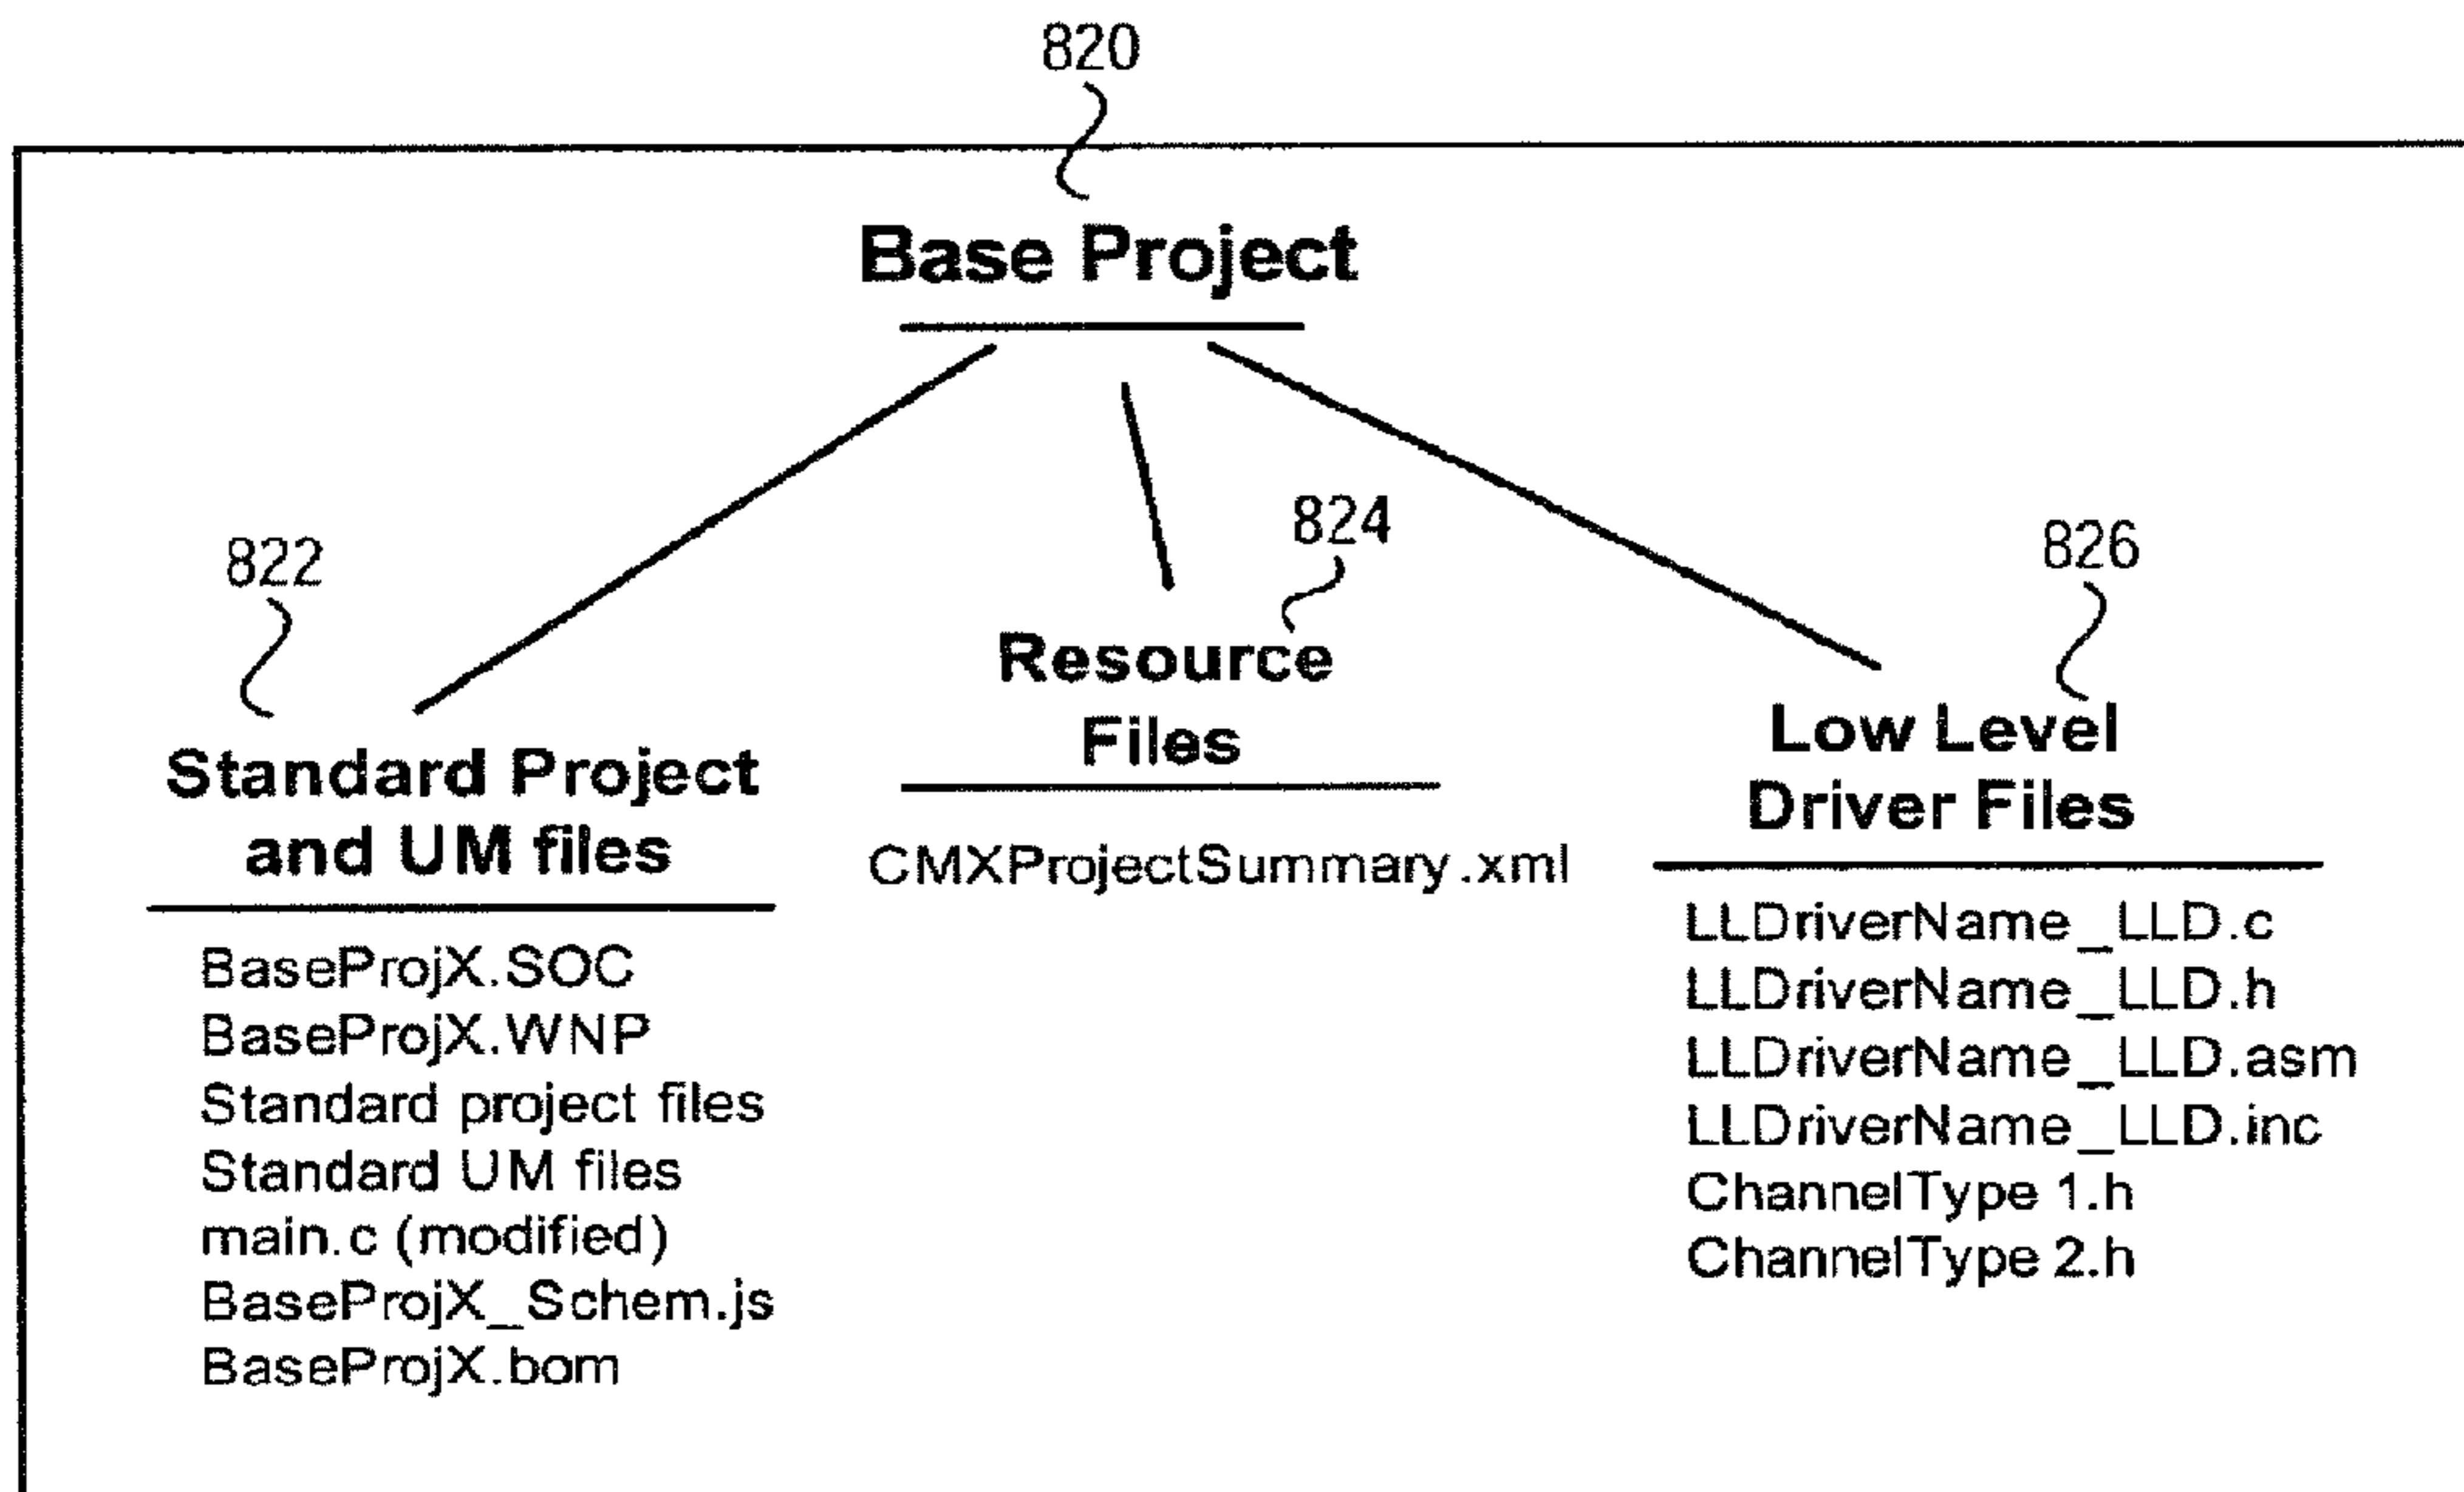 820
Base Project
822
Standard Project
and UM files
BaseProjX.SOC
BaseProjX.WNP
Standard project files
Standard UM files
main.c (modified)
BaseProjX_Schem.js
BaseProjX.bom
824
Resource
Files
CMXProjectSummary.xml
826
Low Level
Driver Files
LLDriverName_LLD.c
LLDriverName_LLD.h
LLDriverName_LLD.asm
LLDriverName_LLD.inc
ChannelType 1.h
ChannelType 2.h